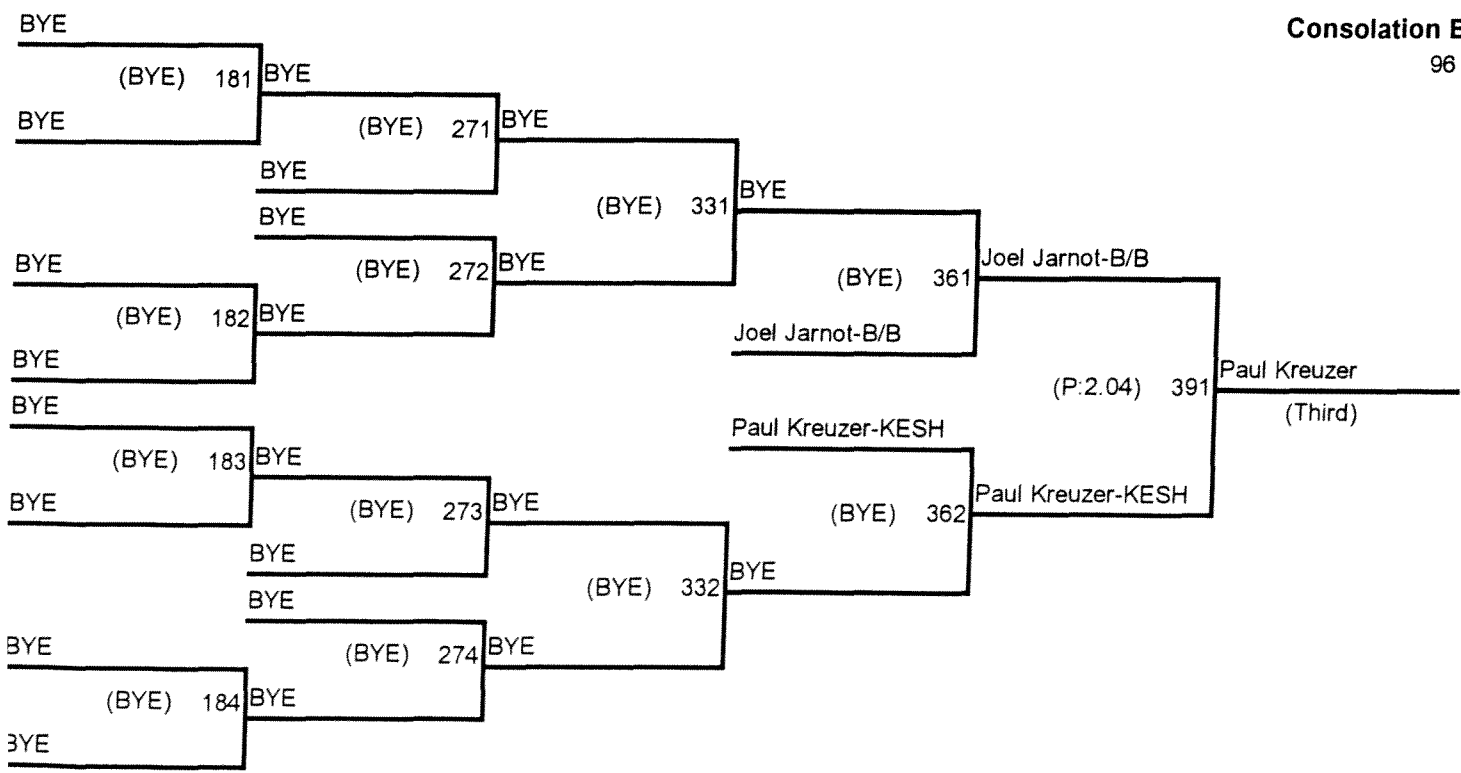 Consolation
96
BYE
(BYE) 181
BYE
BYE
(BYE) 271
BYE
BYE
(BYE) 331
BYE
BYE
BYE
(BYE) 272
BYE
BYE
(BYE) 182
BYE
BYE
(BYE) 361
Joel Jarnot-B/B
Joel Jarnot-B/B
(P:2.04) 391
Paul Kreuzer
(Third)
BYE
(BYE) 183
BYE
BYE
(BYE) 273
BYE
BYE
Paul Kreuzer-KESH
(BYE) 362
Paul Kreuzer-KESH
(BYE) 332
BYE
BYE
(BYE) 274
BYE
BYE
(BYE) 184
BYE
BYE